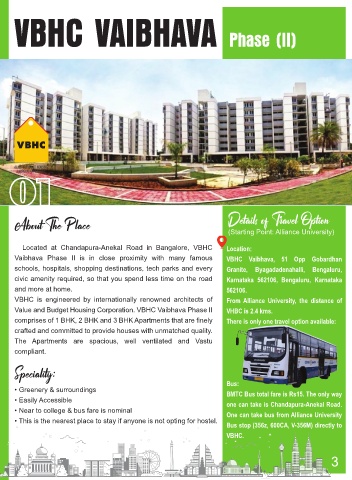 VBHC VAIBHAVA Phase (II)
VBHC
01
About The Place
Located at Chandapura-Anekal Road in Bangalore, VBHC
Vaibhava Phase II is in close proximity with many famous
schools, hospitals, shopping destinations, tech parks and every
civic amenity required, so that you spend less time on the road
and more at home.
VBHC is engineered by internationally renowned architects of
Value and Budget Housing Corporation. VBHC Vaibhava Phase II
comprises of 1 BHK, 2 BHK and 3 BHK Apartments that are finely
crafted and committed to provide houses with unmatched quality.
The Apartments are spacious, well ventilated and Vastu
compliant.
Speciality:
• Greenery & surroundings
• Easily Accessible
• Near to college & bus fare is nominal
• This is the nearest place to stay if anyone is not opting for hostel.
Details of Travel Option
(Starting Point: Alliance University)
Location:
VBHC Vaibhava, 51 Opp Gobardhan
Granite, Byagadadenahalli, Bengaluru,
Karnataka 562106, Bengaluru, Karnataka
562106.
From Alliance University, the distance of
VHBC is 2.4 kms.
There is only one travel option available:
Bus:
BMTC Bus total fare is Rs15. The only way
one can take is Chandapura-Anekal Road.
One can take bus from Alliance University
Bus stop (356z, 600CA, V-356M) directly to
VBHC.
3